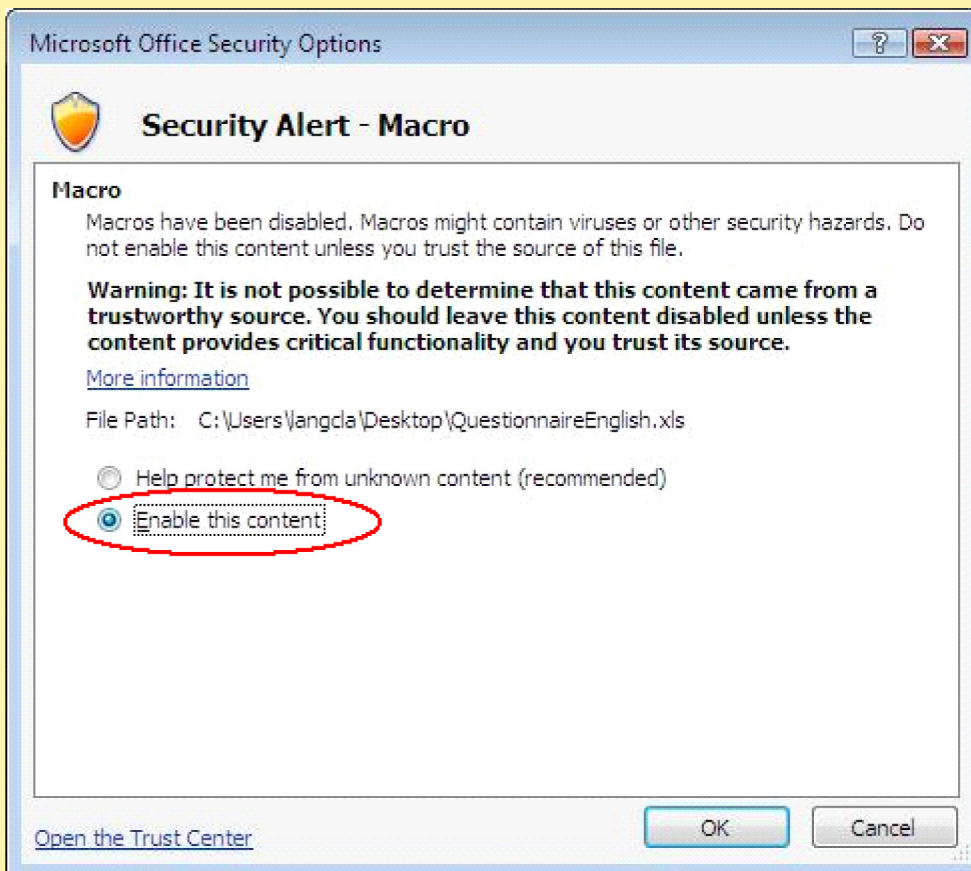 Microsoft Office Security Options
Security Alert - Macro
Macro
Macros have been disabled. Macros might contain viruses or other security hazards. Do
not enable this content unless you trust the source of this file.
Warning: It is not possible to determine that this content came from a
trustworthy source. You should leave this content disabled unless the
content provides critical functionality and you trust its source.
More information
File Path: C:\Users\langcla\Desktop\QuestionnaireEnglish.xls
Help protect me from unknown content (recommended)
Enable this content
Open the Trust Center
OK
Cancel